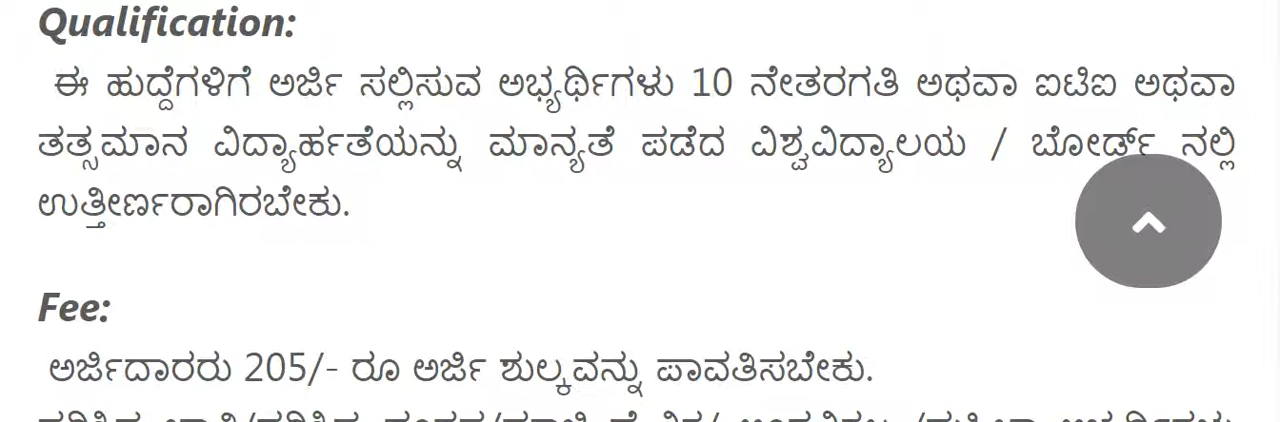 Qualification:
ಈ ಹುದ್ದೆಗಳಿಗೆ ಅರ್ಜಿ ಸಲ್ಲಿಸುವ ಅಭ್ಯರ್ಥಿಗಳು 10 ನೇತರಗತಿ ಅಥವಾ ಐಟಿಐ ಅಥವಾ
ತತ್ಸಮಾನ ವಿದ್ಯಾರ್ಹತೆಯನ್ನು ಮಾನ್ಯತೆ ಪಡೆದ ವಿಶ್ವವಿದ್ಯಾಲಯ / ಬೋರ್ಡ್ ನಲ್ಲಿ
ಉತ್ತೀರ್ಣರಾಗಿರಬೇಕು.
Fee:
ಅರ್ಜಿದಾರರು 205/- ರೂ ಅರ್ಜಿ ಶುಲ್ಕವನ್ನು ಪಾವತಿಸಬೇಕು.